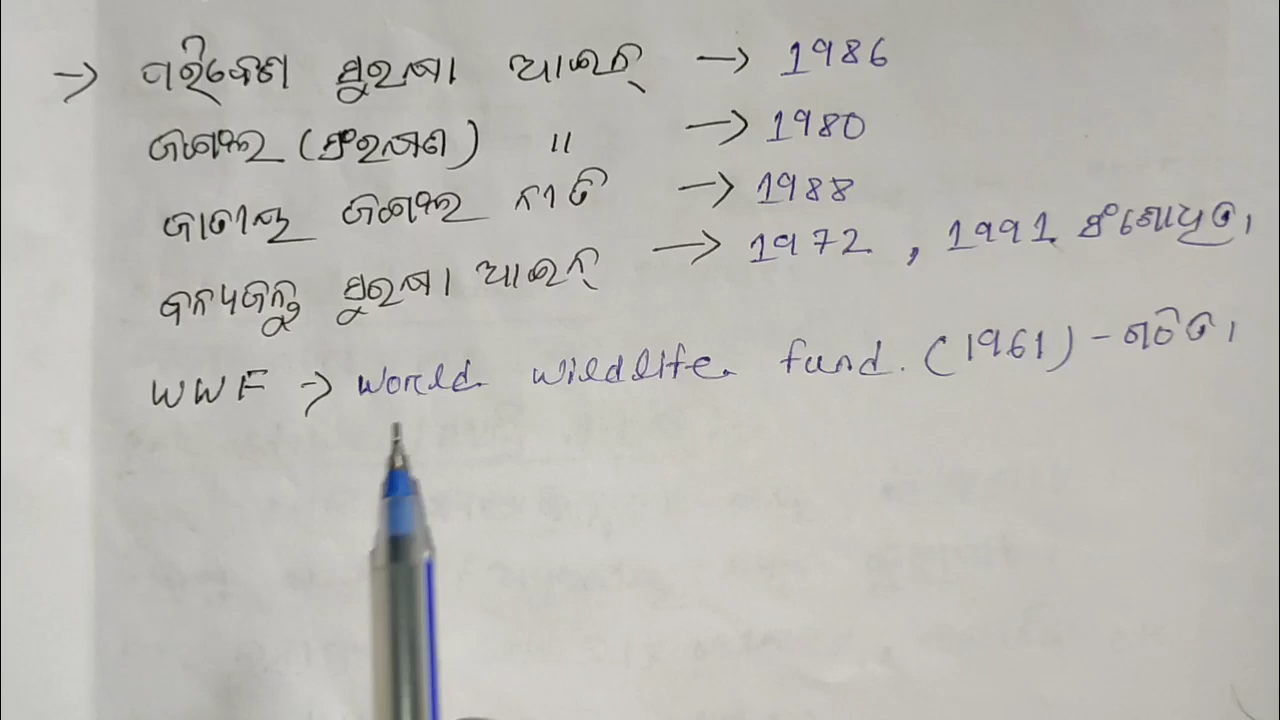 → ପରିବେଶ ସୁରକ୍ଷା ଆଇନ୍ → 1986
ଜଙ୍ଗଲ (ସଂରକ୍ଷଣ) " → 1980
ଜାତୀୟ ଜଙ୍ଗଲ ନୀତି → 1988
ବନ୍ୟଜନ୍ତୁ ସୁରକ୍ଷା ଆଇନ୍ → 1972, 1991 ସଂଶୋଧିତ।
WWF → World Wildlife fund. (1961) - ଗଠିତ।